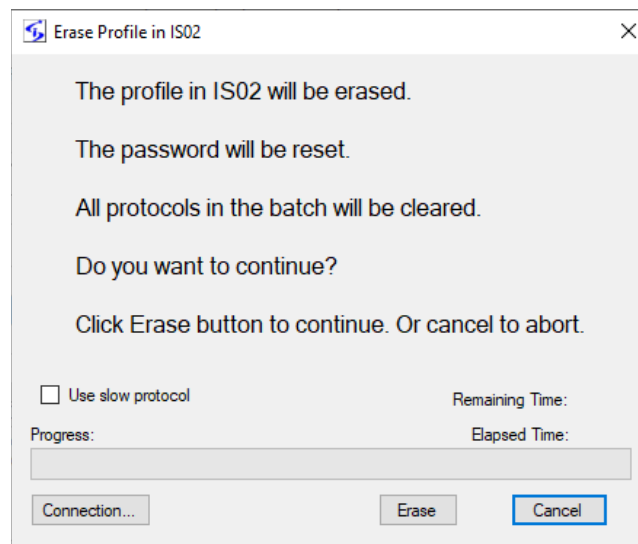 Erase Profile in IS02
The profile in IS02 will be erased.
The password will be reset.
All protocols in the batch will be cleared.
Do you want to continue?
Click Erase button to continue. Or cancel to abort.
Use slow protocol
Remaining Time:
Progress:
Elapsed Time:
Connection...
Erase
Cancel